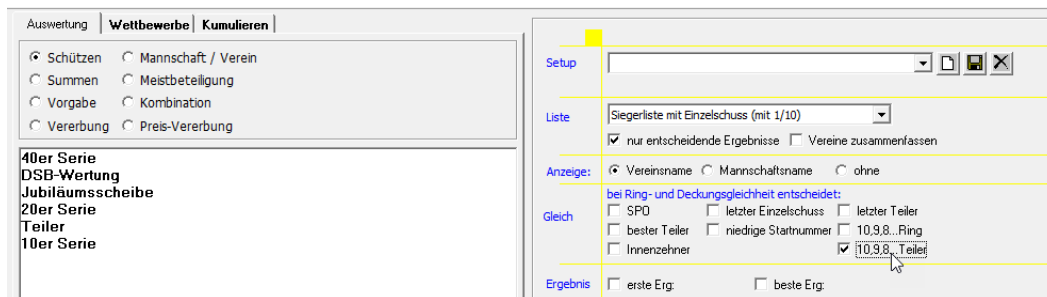 Auswertung Wettbewerbe Kumulieren
Schützen Mannschaft / Verein
Summen Meistbeteiligung
Vorgabe Kombination
Vererbung Preis-Vererbung
40er Serie
DSB-Wertung
Jubiläumsscheibe
20er Serie
Teiler
10er Serie
Setup
Liste Siegerliste mit Einzelschuss (mit 1/10)
nur entscheidende Ergebnisse Vereine zusammenfassen
Anzeige: Vereinsname Mannschaftsname ohne
bei Ring- und Deckungsgleichheit entscheidet:
Gleich SPO letzter Einzelschuss letzter Teiler
bester Teiler niedrige Startnummer 10,9,8...Ring
Innenzehner 10,9,8...Teiler
Ergebnis erste Erg: beste Erg: